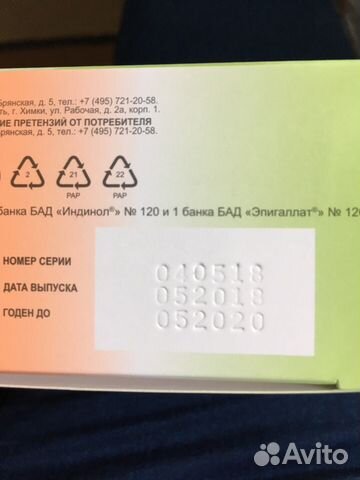 Брянская, д. 5, тел.: +7 (495) 721-20-58.
ть, г. Химки, ул. Рабочая, д. 2а, корп. 1.
ИЕ ПРЕТЕНЗИЙ ОТ ПОТРЕБИТЕЛЯ
Брянская, д. 5, тел.: +7 (495) 721-20-58.
2 21 22
PAP PAP
банка БАД «Индинол®» № 120 и 1 банка БАД «Эпигаллат®» № 120
НОМЕР СЕРИИ 040518
ДАТА ВЫПУСКА 052018
ГОДЕН ДО 052020
Avito